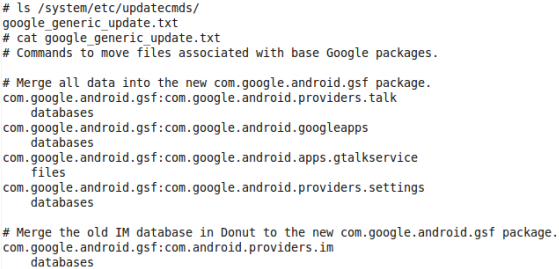 # ls /system/etc/updatecmds/
google_generic_update.txt
# cat google_generic_update.txt
# Commands to move files associated with base Google packages.

# Merge all data into the new com.google.android.gsf package.
com.google.android.gsf:com.google.android.providers.talk
    databases
com.google.android.gsf:com.google.android.googleapps
    databases
com.google.android.gsf:com.google.android.apps.gtalkservice
    files
com.google.android.gsf:com.google.android.providers.settings
    databases

# Merge the old IM database in Donut to the new com.google.android.gsf package.
com.google.android.gsf:com.android.providers.im
    databases